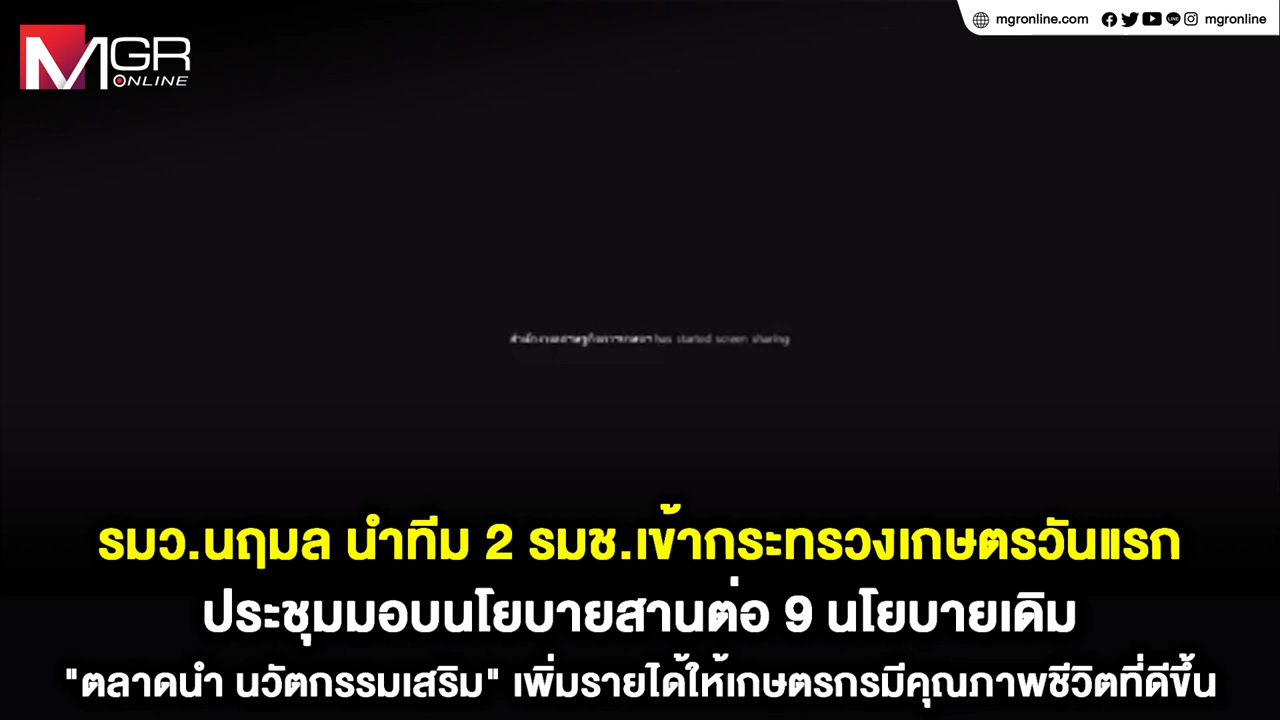 mgronline.com mgronline
MGR
ONLINE
has started screen sharing
รมว.นฤมล นำทีม 2 รมช.เข้ากระทรวงเกษตรวันแรก
ประชุมมอบนโยบายสานต่อ 9 นโยบายเดิม
"ตลาดนำ นวัตกรรมเสริม" เพิ่มรายได้ให้เกษตรกรมีคุณภาพชีวิตที่ดีขึ้น